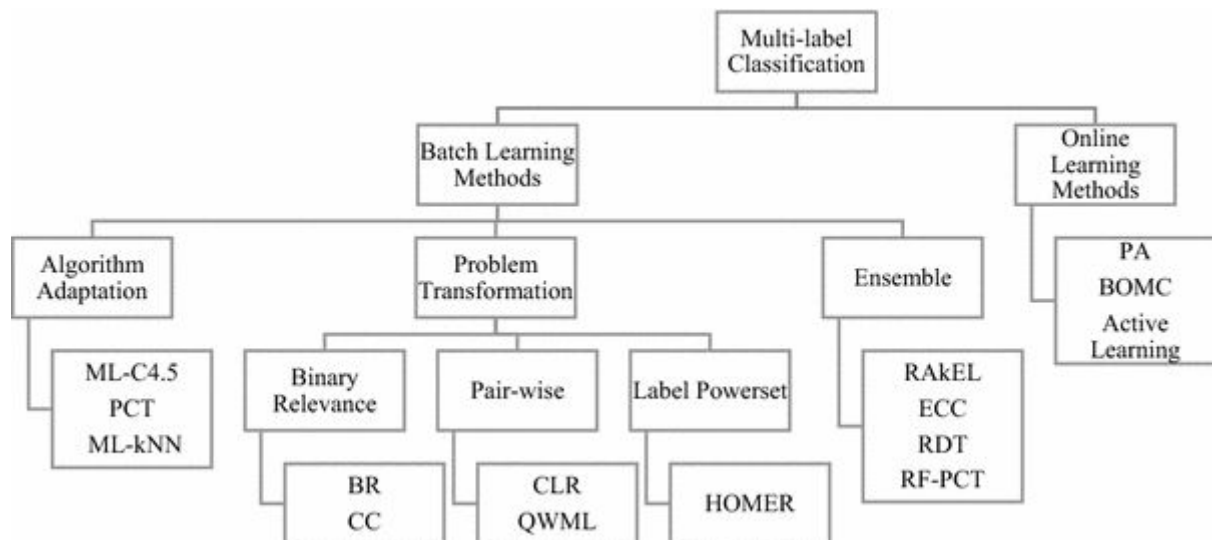 Multi-label
Classification
Batch Learning
Methods
Online
Learning
Methods
Algorithm
Adaptation
Problem
Transformation
Ensemble
PA
BOMC
Active
Learning
ML-C4.5
PCT
ML-kNN
Binary
Relevance
Pair-wise
Label Powerset
RAkEL
ECC
RDT
RF-PCT
BR
CC
CLR
QWML
HOMER